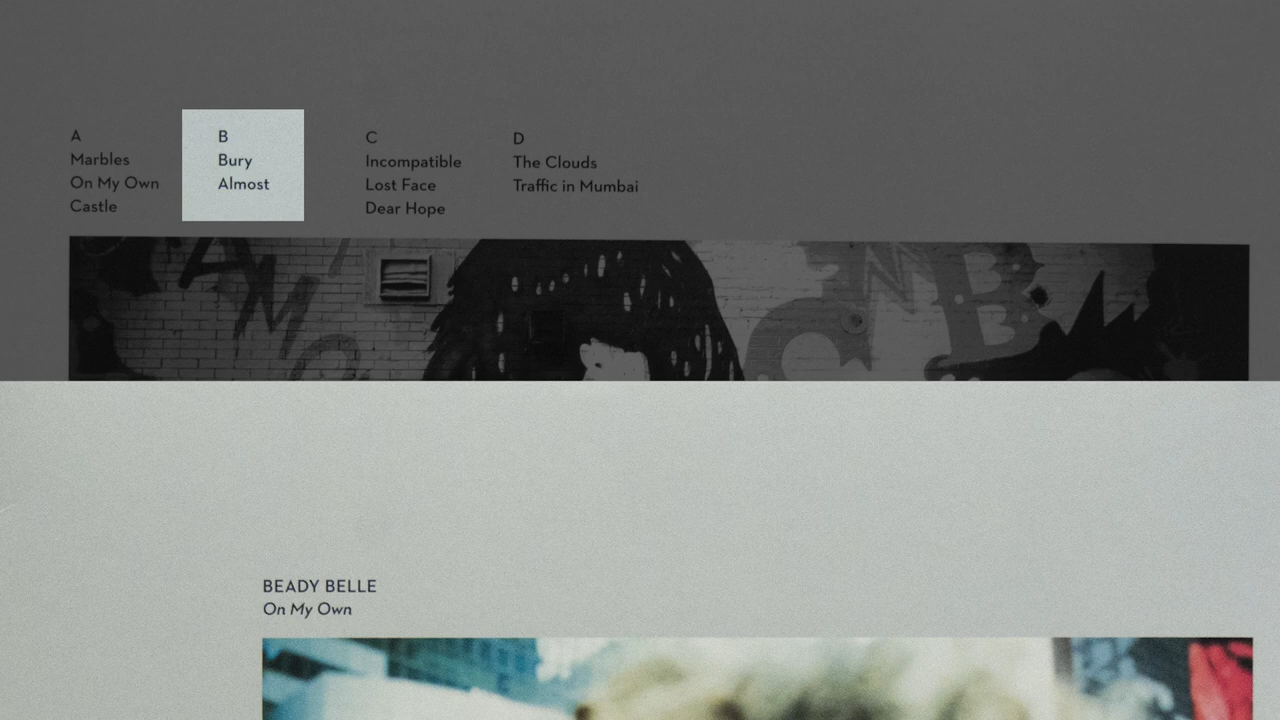 A
Marbles
On My Own
Castle
B
Bury
Almost
C
Incompatible
Lost Face
Dear Hope
D
The Clouds
Traffic in Mumbai
BEADY BELLE
On My Own